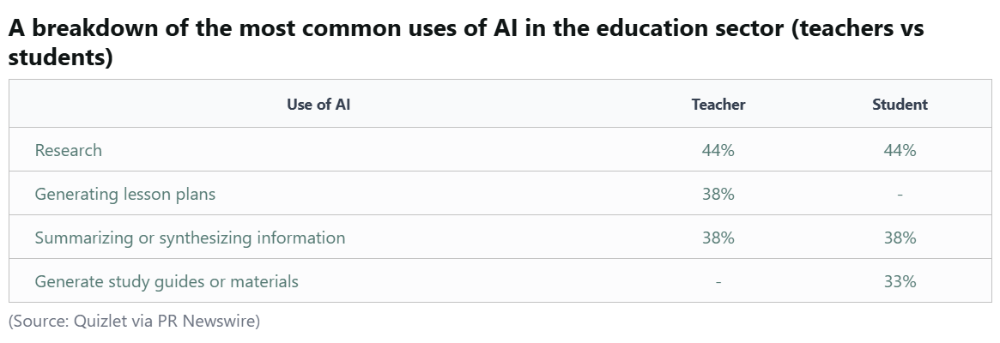 A breakdown of the most common uses of AI in the education sector (teachers vs
students)
Use of AI Teacher Student
Research 44% 44%
Generating lesson plans 38% -
Summarizing or synthesizing information 38% 38%
Generate study guides or materials - 33%
(Source: Quizlet via PR Newswire)